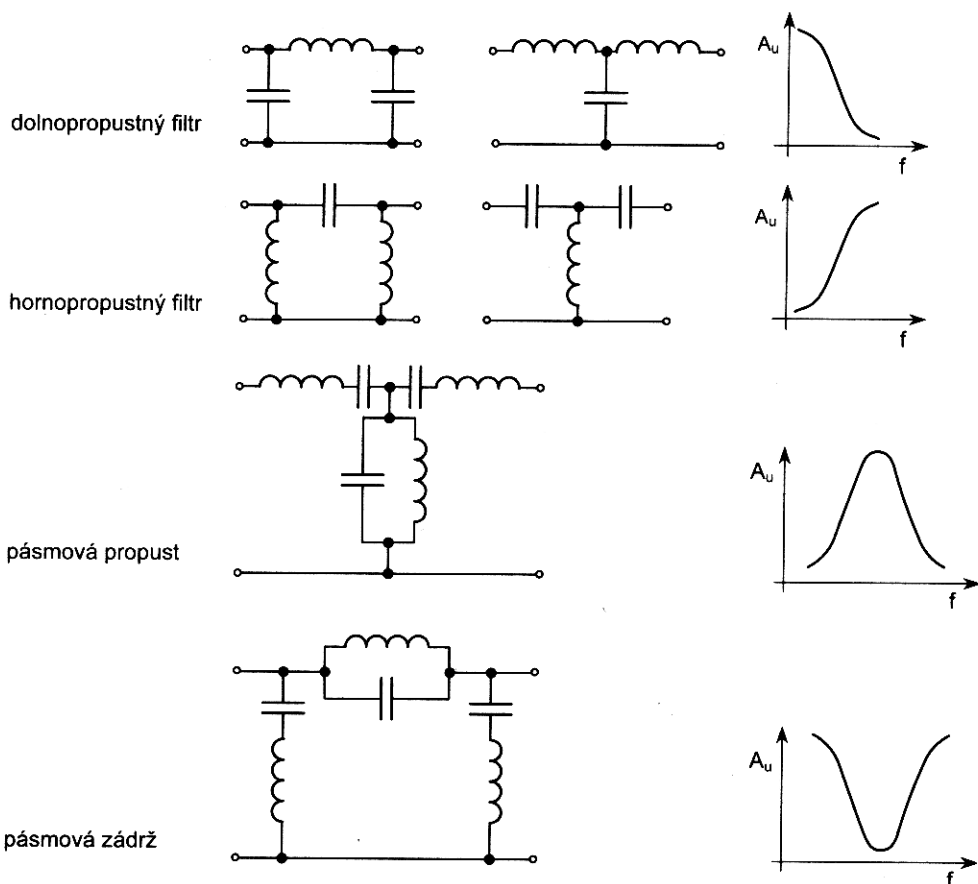 A_u
dolnopropustný filtr
f
A_u
hornopropustný filtr
f
A_u
pásmová propust
f
A_u
pásmová zádrž
f